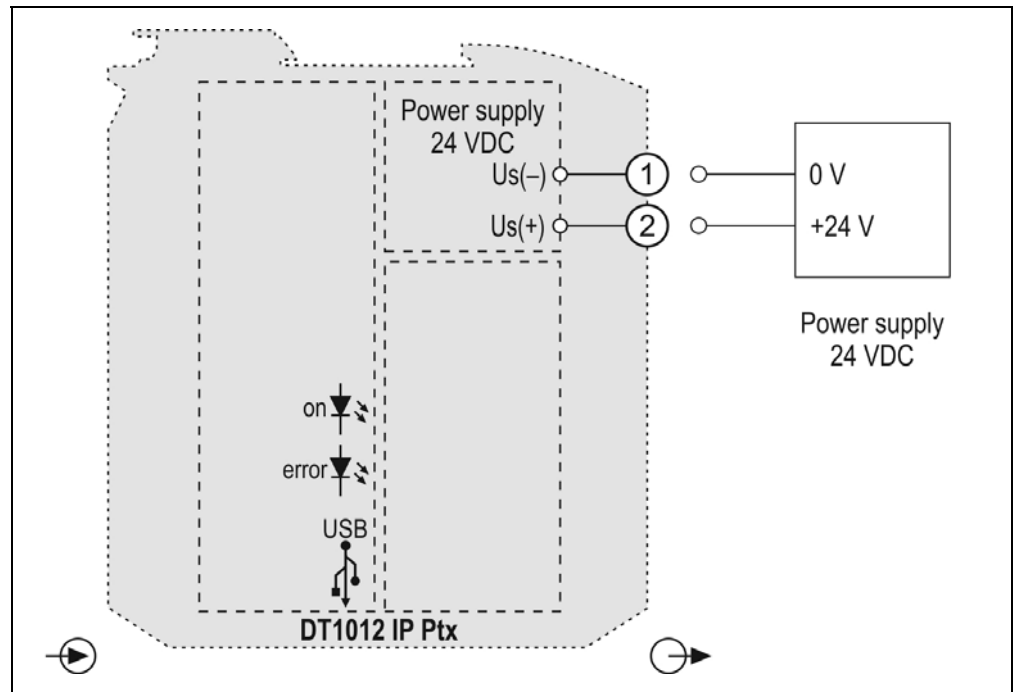 Power supply
24 VDC
Us(–)
1
0 V
Us(+)
2
+24 V
Power supply
24 VDC
on
error
USB
DT1012 IP Ptx